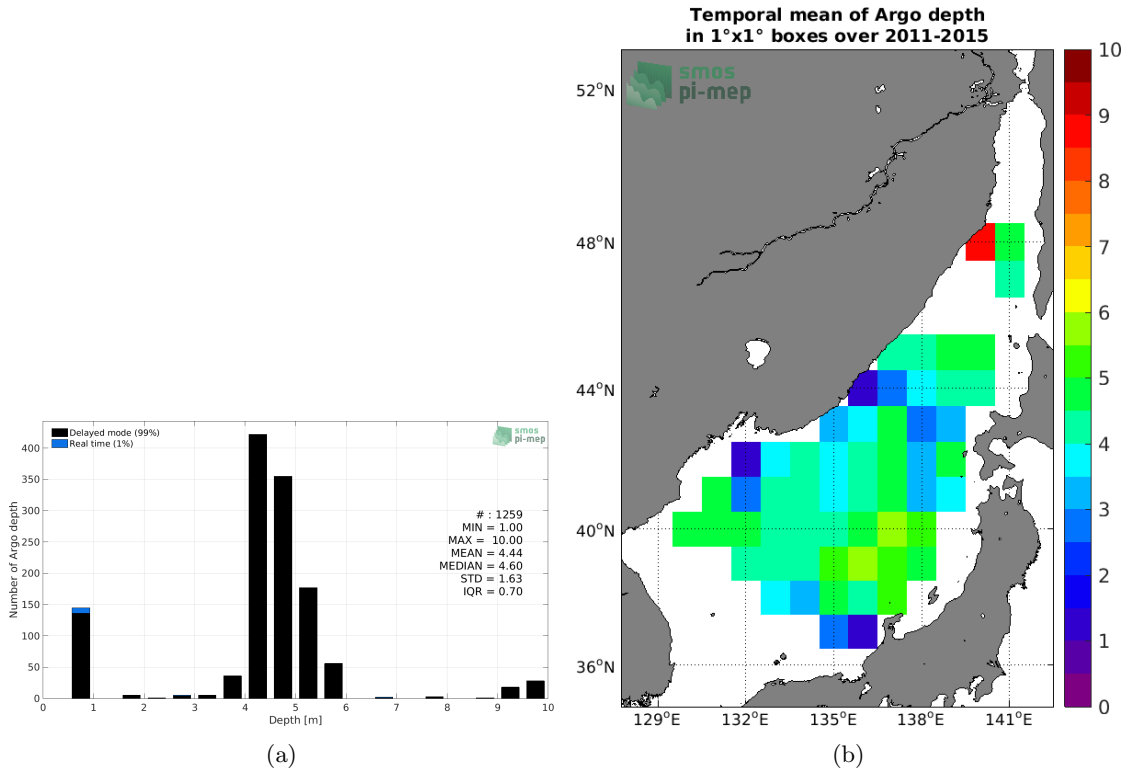 Delayed mode (99%)
Real time (1%)
smos
pi-mep
# : 1259
MIN = 1.00
MAX = 10.00
MEAN = 4.44
MEDIAN = 4.60
STD = 1.63
IQR = 0.70
Number of Argo depth
400
350
300
250
200
150
100
50
0
0 1 2 3 4 5 6 7 8 9 10
Depth [m]
(a)
Temporal mean of Argo depth
in 1°x1° boxes over 2011-2015
smos
pi-mep
52°N
48°N
44°N
40°N
36°N
129°E 132°E 135°E 138°E 141°E
10
9
8
7
6
5
4
3
2
1
0
(b)